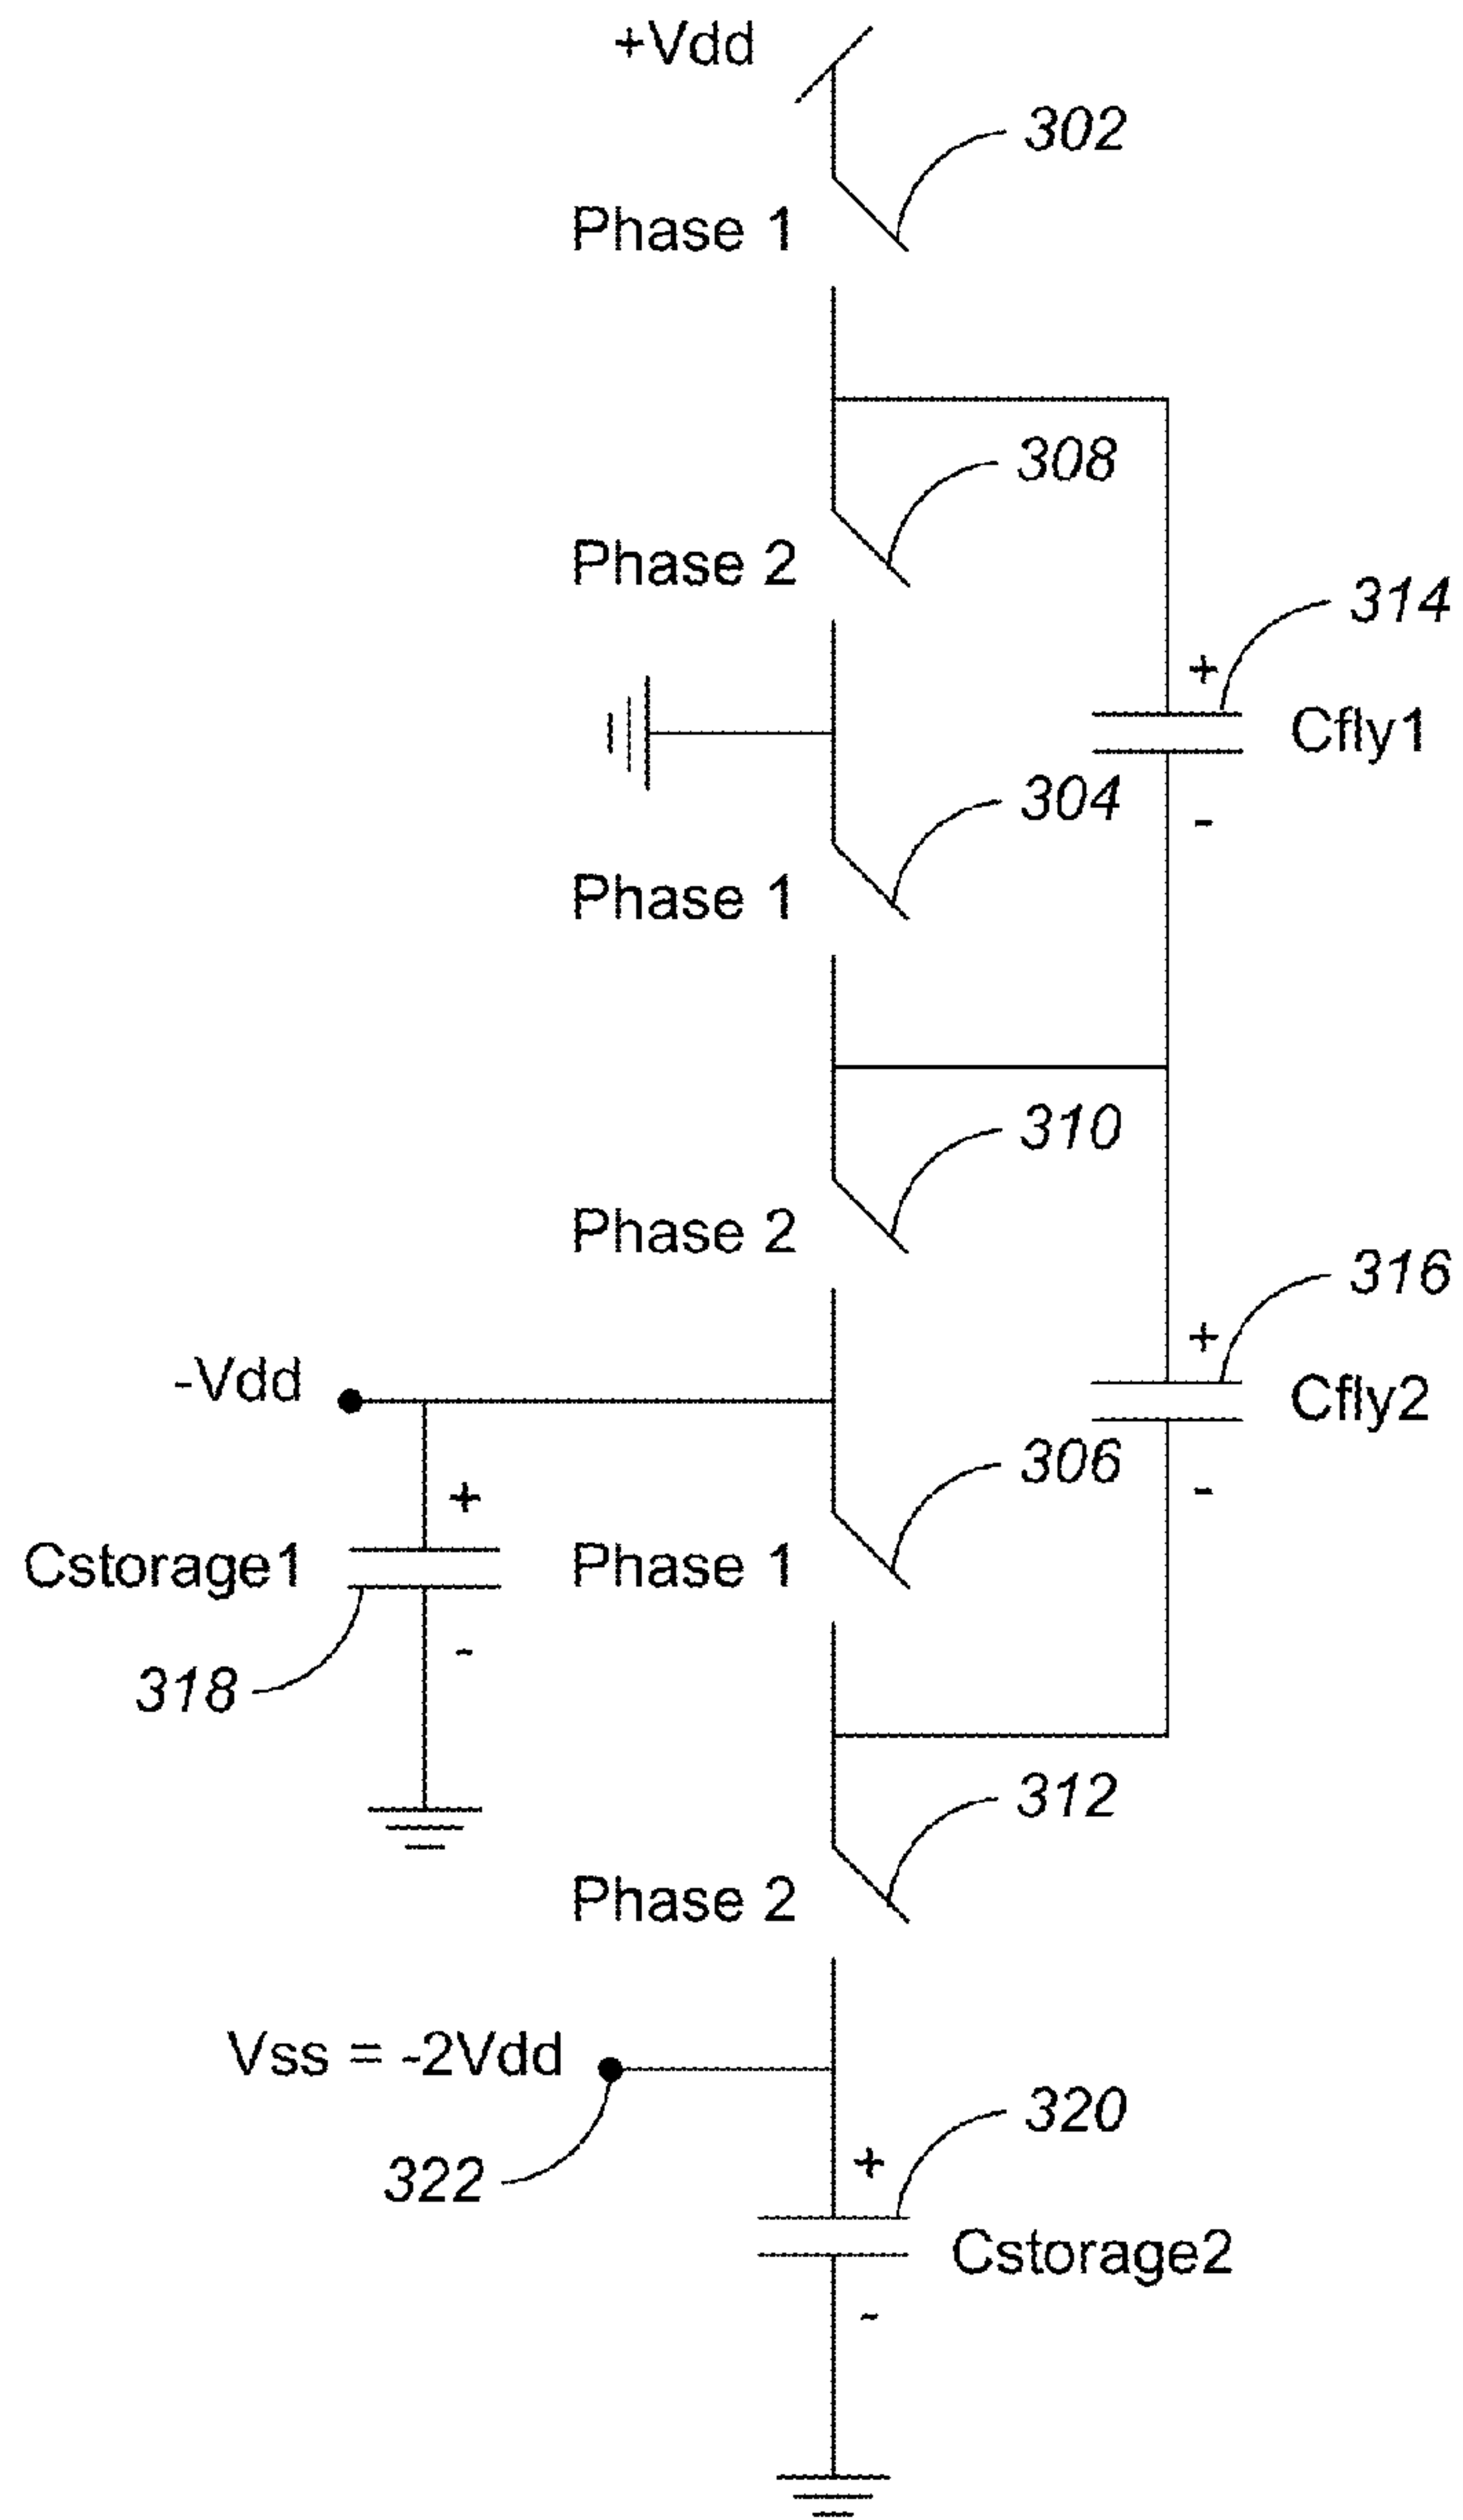 +Vdd
302
Phase 1
308
Phase 2
314
+
Cfly1
304
-
Phase 1
310
Phase 2
316
+
-Vdd
Cfly2
306
-
+
Cstorage1
Phase 1
-
318
312
Phase 2
Vss = -2Vdd
320
+
322
Cstorage2
-